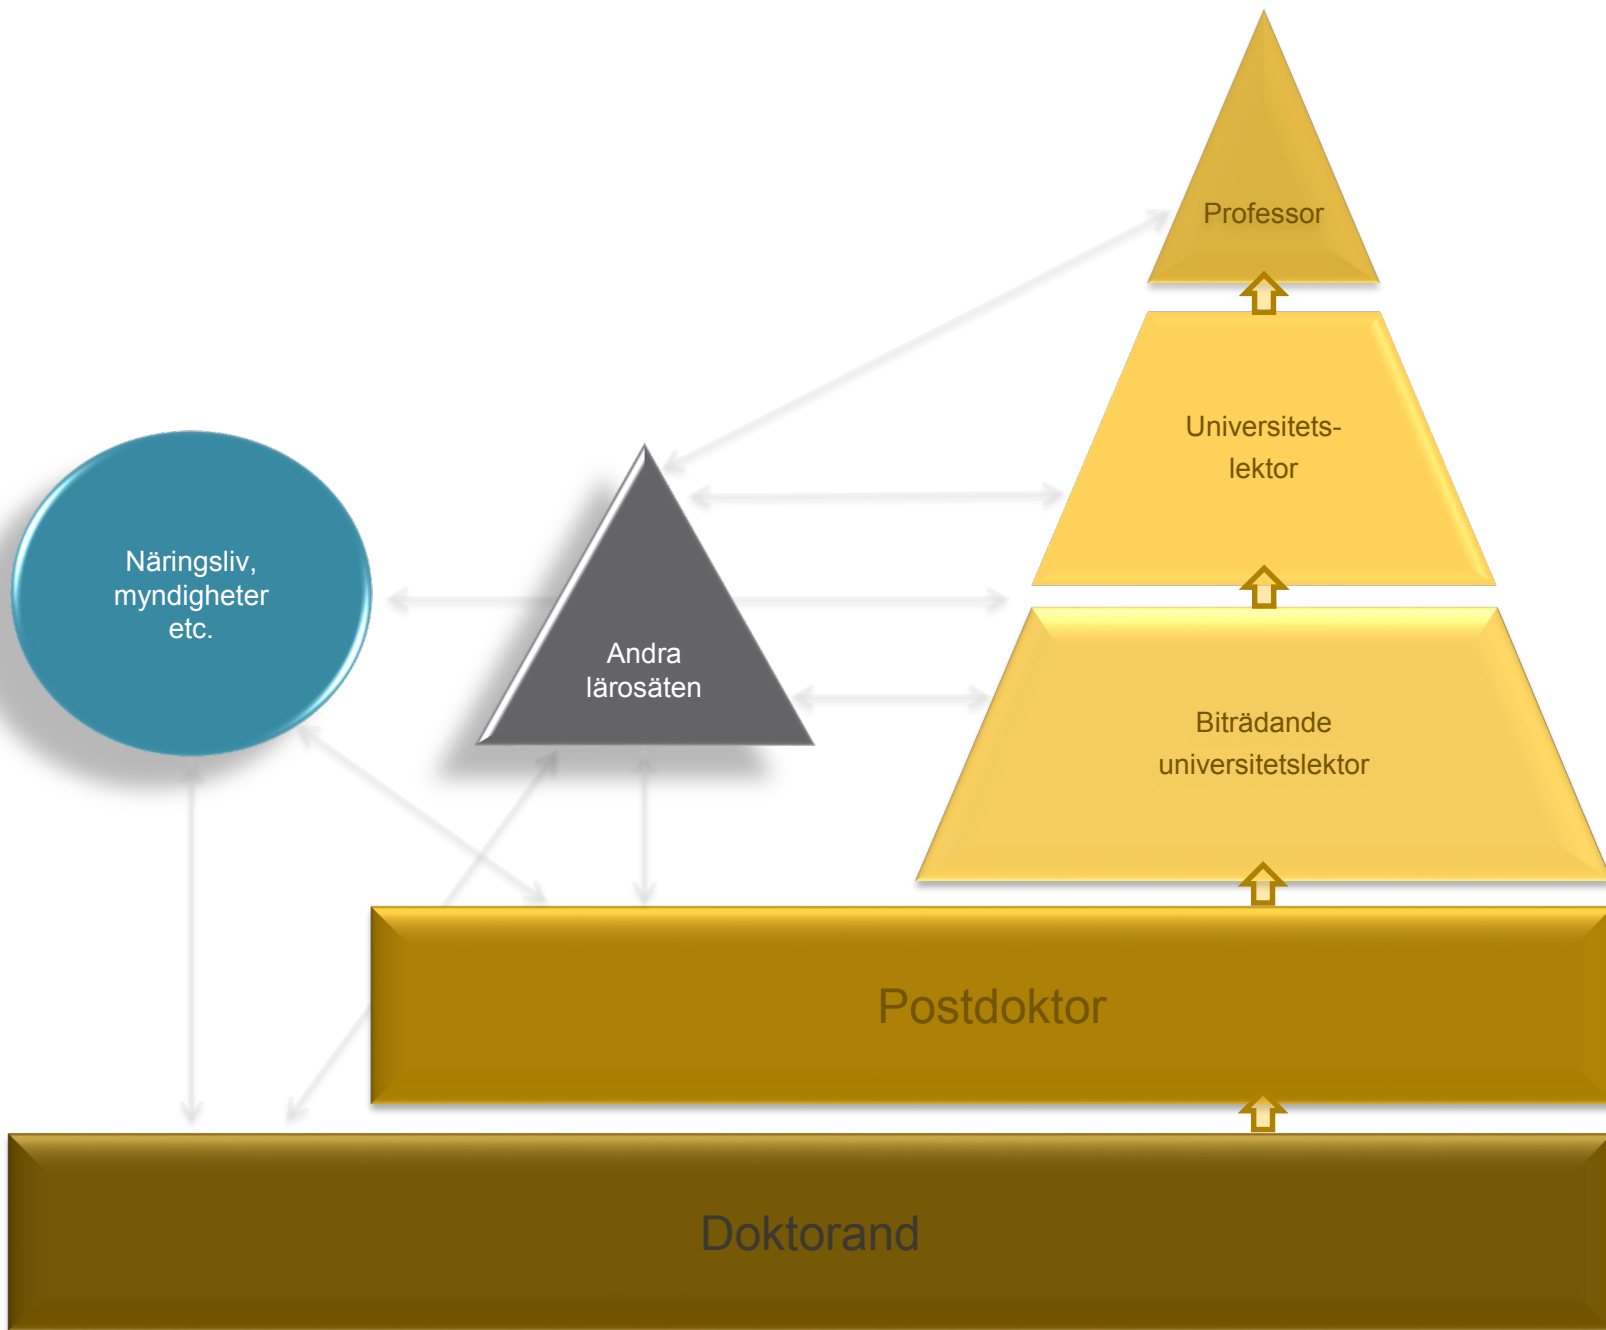 Professor
Universitets-
lektor
Näringsliv,
myndigheter
etc.
Andra
lärosäten
Biträdande
universitetslektor
Postdoktor
Doktorand